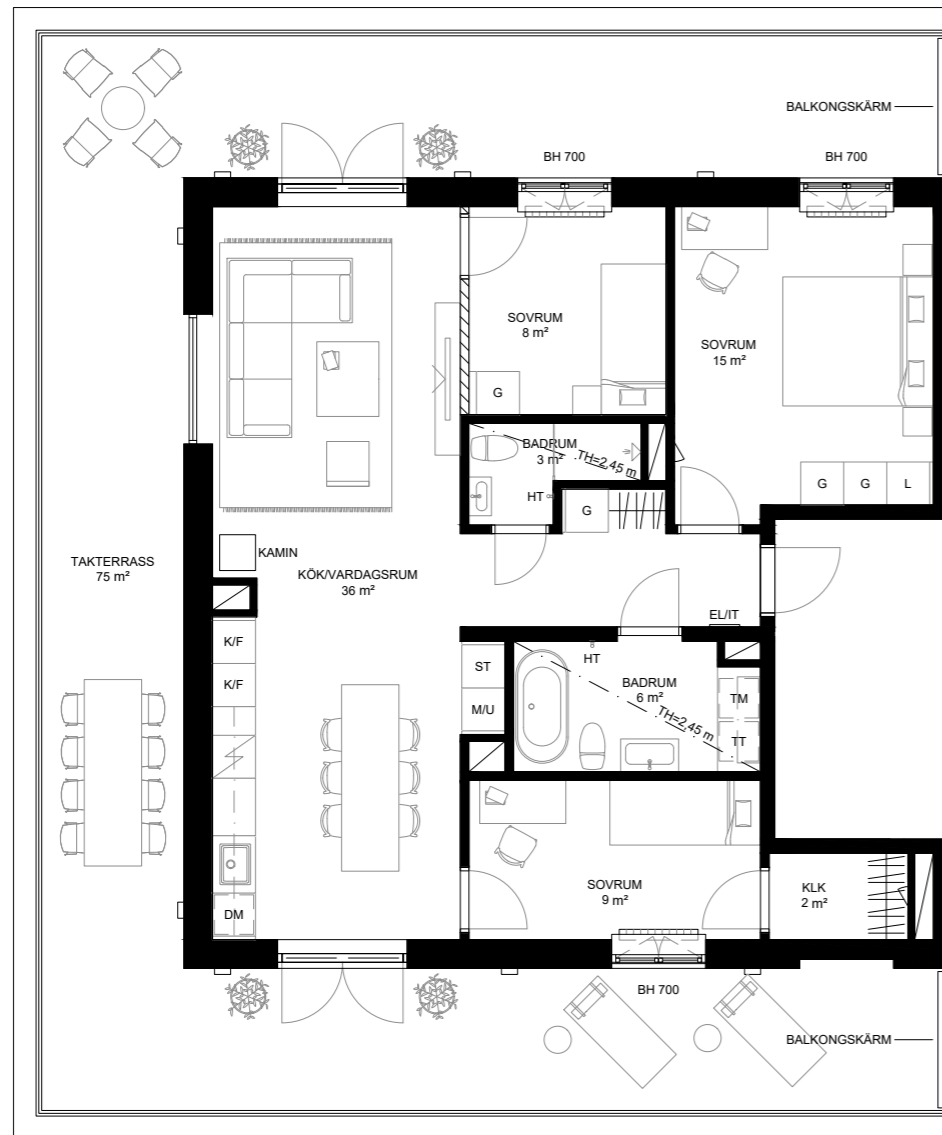 BALKONGSKÄRM
BH 700
BH 700
SOVRUM
8 m²
SOVRUM
15 m²
G
BADRUM
3 m²
TH=2.45 m
HT
G
G
G
L
TAKTERRASS
75 m²
KAMIN
KÖK/VARDAGSRUM
36 m²
EL/IT
K/F
K/F
ST
M/U
HT
BADRUM
6 m²
TH=2.45 m
TM
TT
DM
SOVRUM
9 m²
KLK
2 m²
BH 700
BALKONGSKÄRM